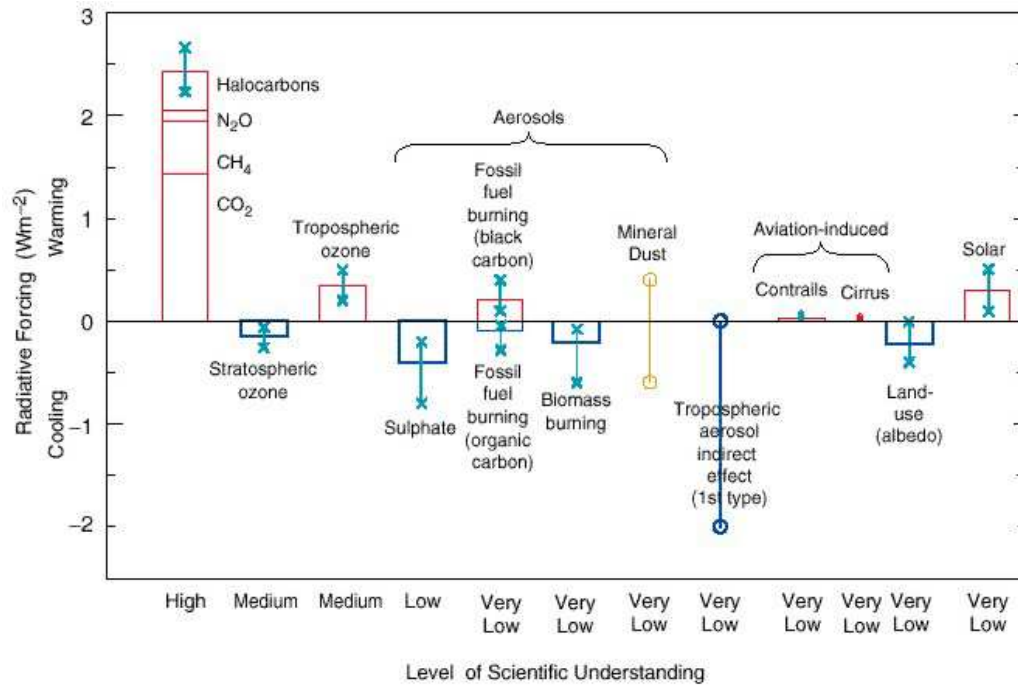 3
2
1
0
−1
−2
Radiative Forcing (Wm−2)
Cooling Warming
Halocarbons
N2O
CH4
CO2
Stratospheric
ozone
Tropospheric
ozone
Aerosols
Sulphate
Fossil
fuel
burning
(black
carbon)
Fossil
fuel
burning
(organic
carbon)
Biomass
burning
Mineral
Dust
Tropospheric
aerosol
indirect
effect
(1st type)
Aviation-induced
Contrails Cirrus
Land-
use
(albedo)
Solar
High Medium Medium Low Very Very Very Very Very Very Very Very
Low Low Low Low Low Low Low Low
Level of Scientific Understanding